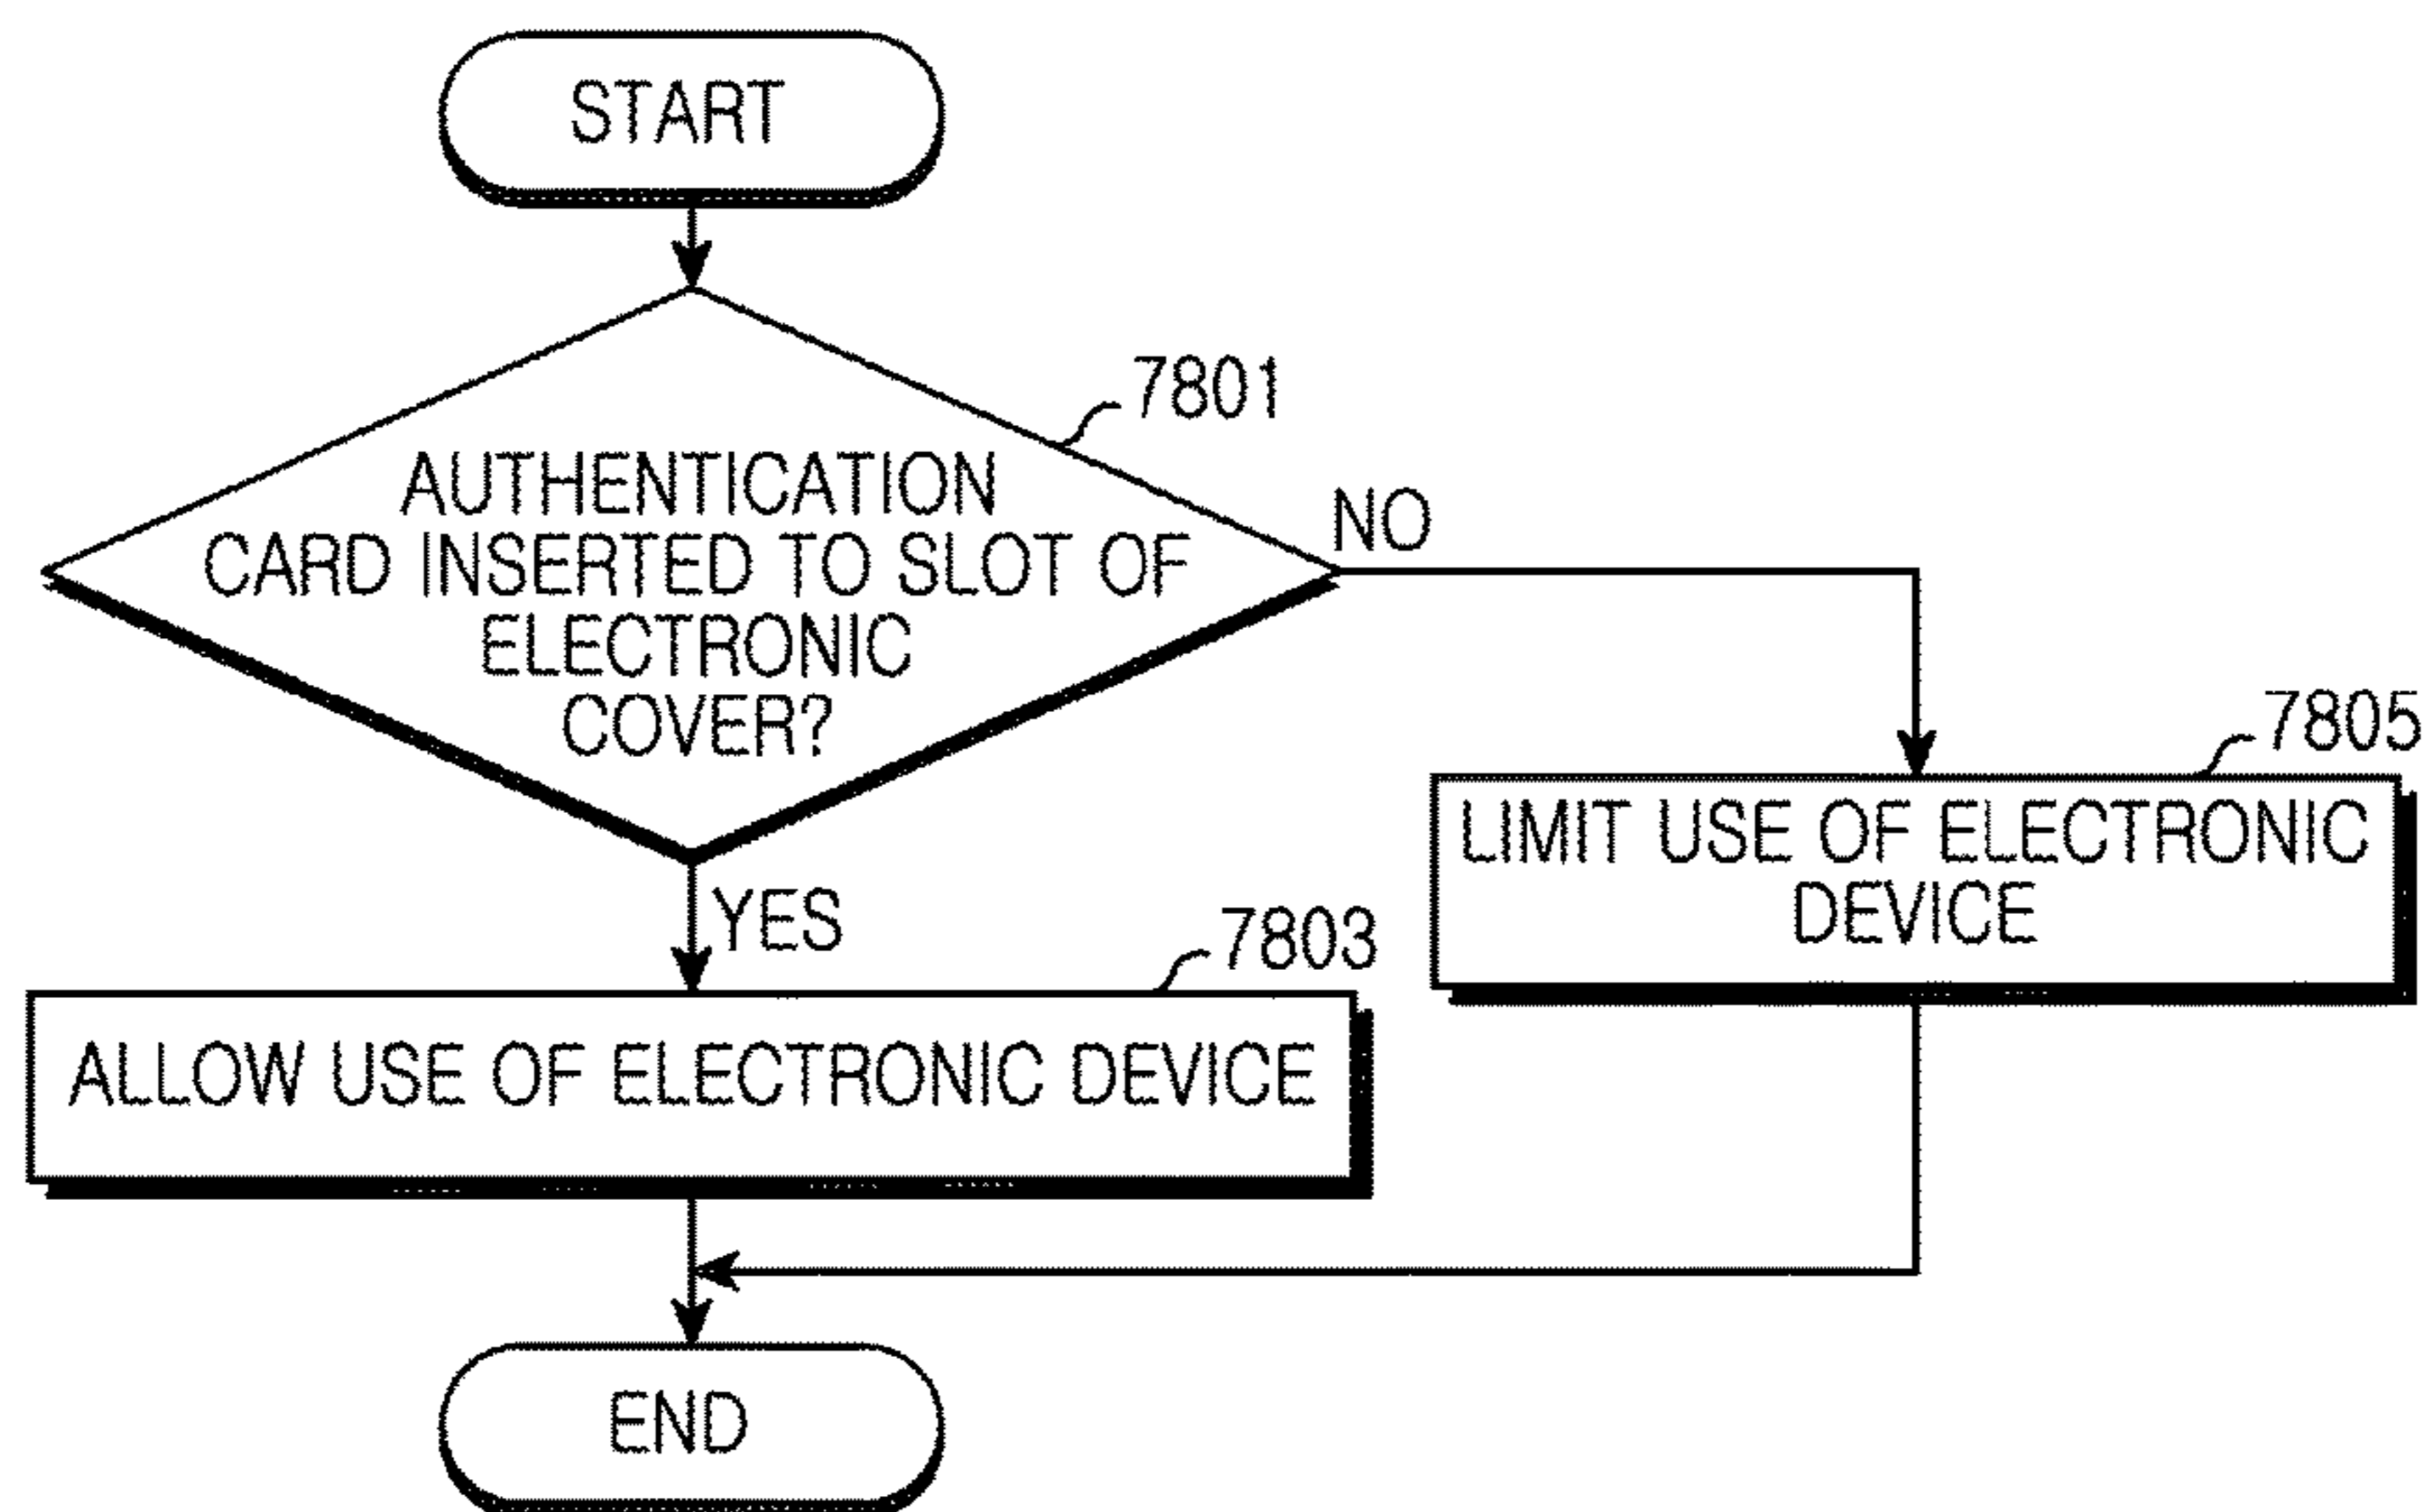 START
7801
AUTHENTICATION
CARD INSERTED TO SLOT OF
ELECTRONIC
COVER?
NO
7805
LIMIT USE OF ELECTRONIC
DEVICE
YES
7803
ALLOW USE OF ELECTRONIC DEVICE
END